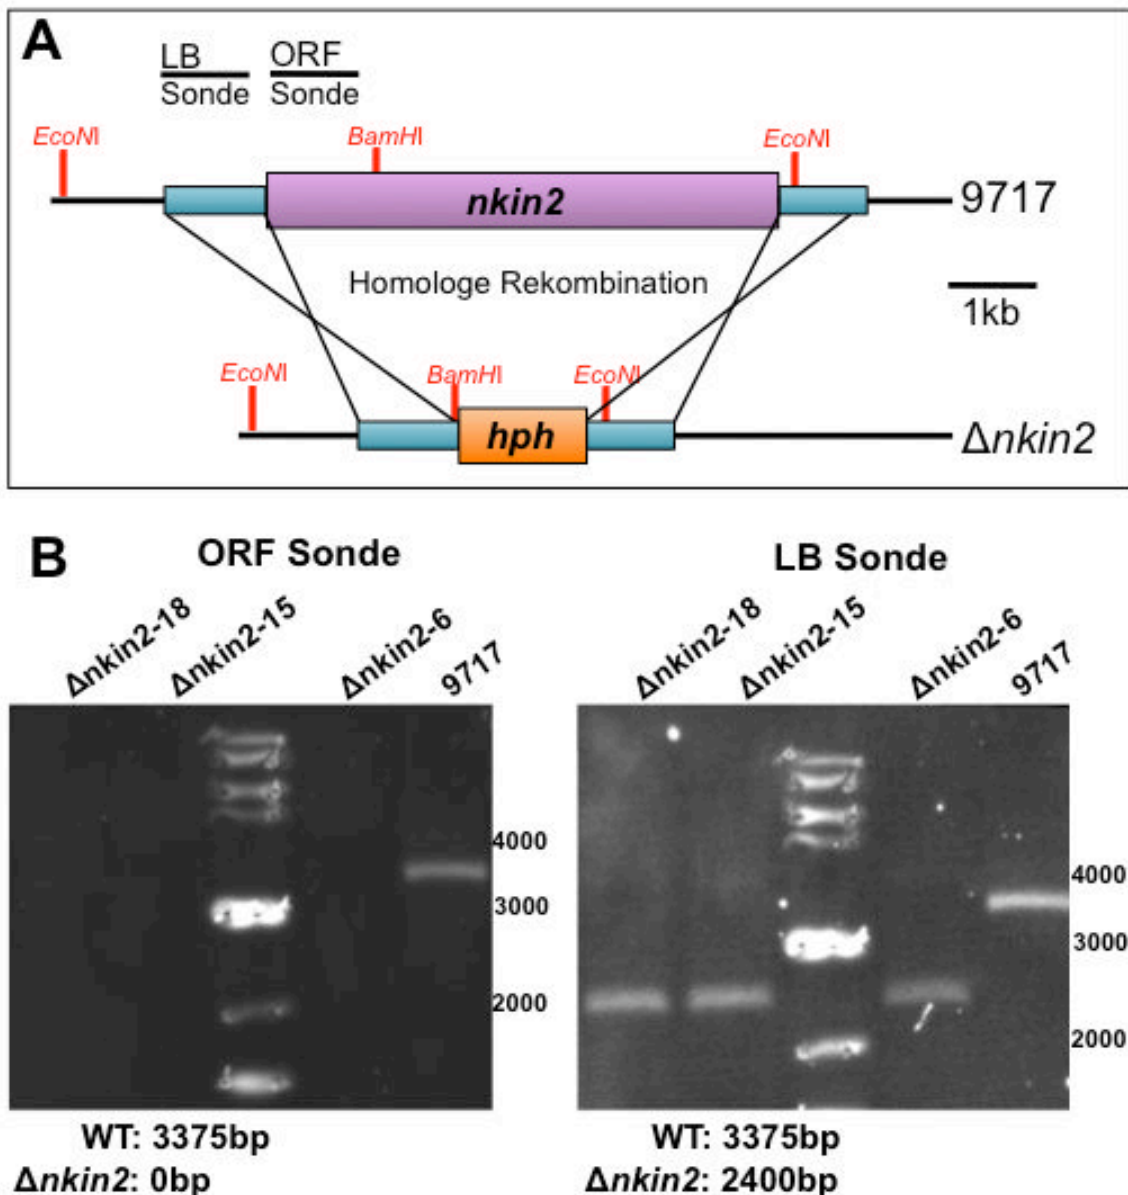 A
LB
Sonde
ORF
Sonde
EcoNI
BamHI
EcoNI
nkin2
9717
Homologe Rekombination
1kb
EcoNI
BamHI
EcoNI
hph
Δnkin2
B
ORF Sonde
Δnkin2-18
Δnkin2-15
Δnkin2-6
9717
4000
3000
2000
WT: 3375bp
Δnkin2: 0bp
LB Sonde
Δnkin2-18
Δnkin2-15
Δnkin2-6
9717
4000
3000
2000
WT: 3375bp
Δnkin2: 2400bp